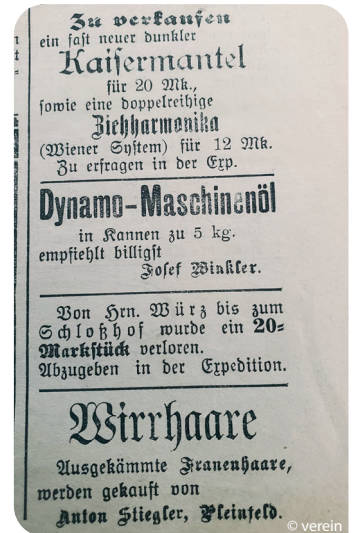 Zu verkaufen
ein fast neuer dunkler
Kaisermantel
für 20 Mk.,
sowie eine doppelreihige
Ziehharmonika
(Wiener System) für 12 Mk.
Zu erfragen in der Exp.
Dynamo-Maschinenöl
in Kannen zu 5 kg.
empfiehlt billigst
Josef Winkler.
Von Hrn. Würz bis zum
Schloßhof wurde ein 20-
Markstück verloren.
Abzugeben in der Expedition.
Wirrhaare
Ausgekämmte Frauenhaare,
werden gekauft von
Anton Stiegler, Pleinfeld.
© verein